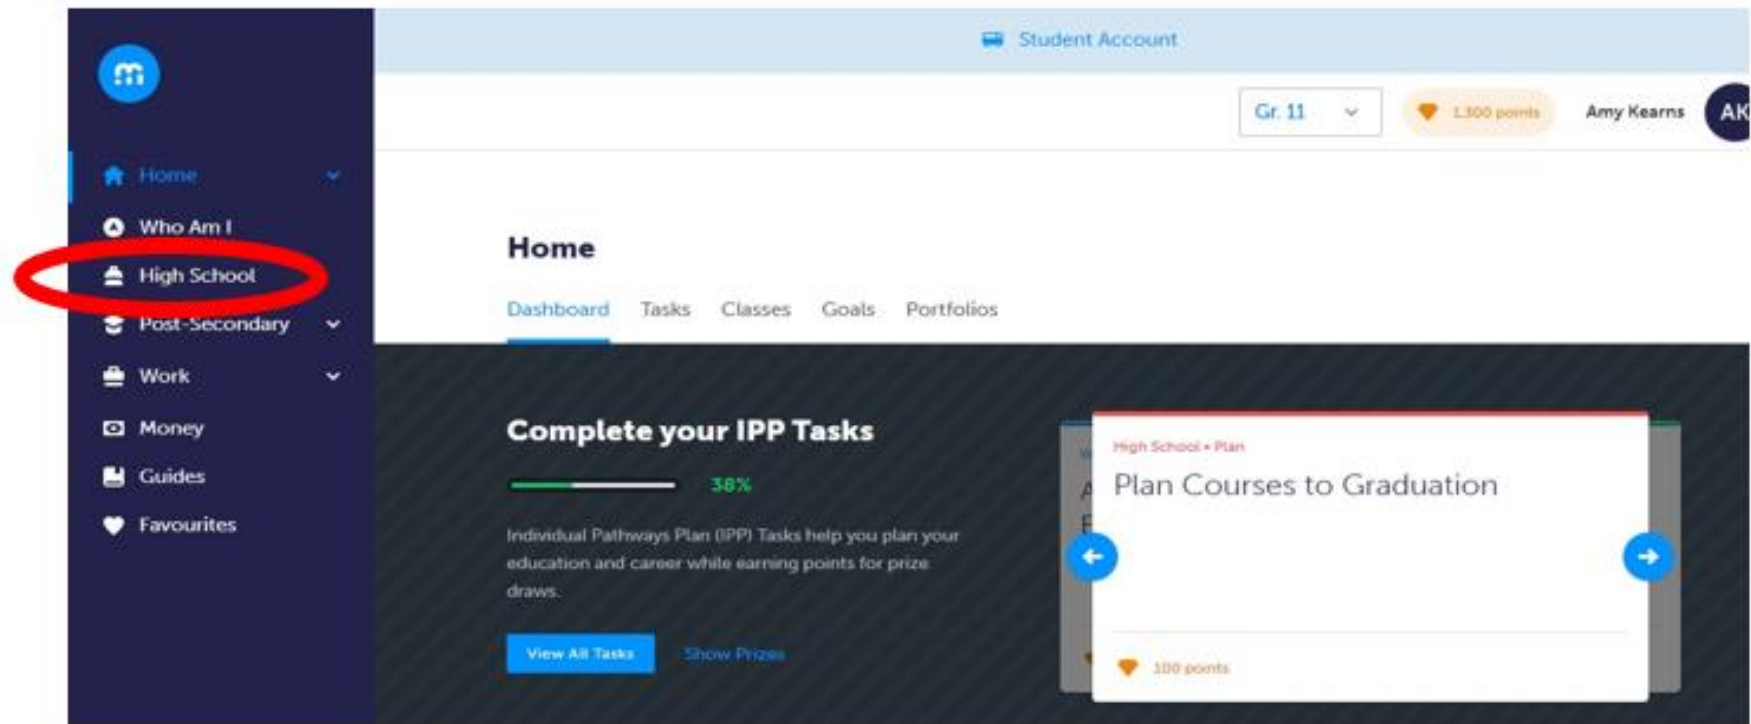 m
Student Account
Gr. 11
1,300 points
Amy Kearns
AK
Home
Who Am I
High School
Post-Secondary
Work
Money
Guides
Favourites
Home
Dashboard Tasks Classes Goals Portfolios
Complete your IPP Tasks
38%
Individual Pathways Plan (IPP) Tasks help you plan your
education and career while earning points for prize
draws.
View All Tasks Show Prizes
High School • Plan
Plan Courses to Graduation
100 points